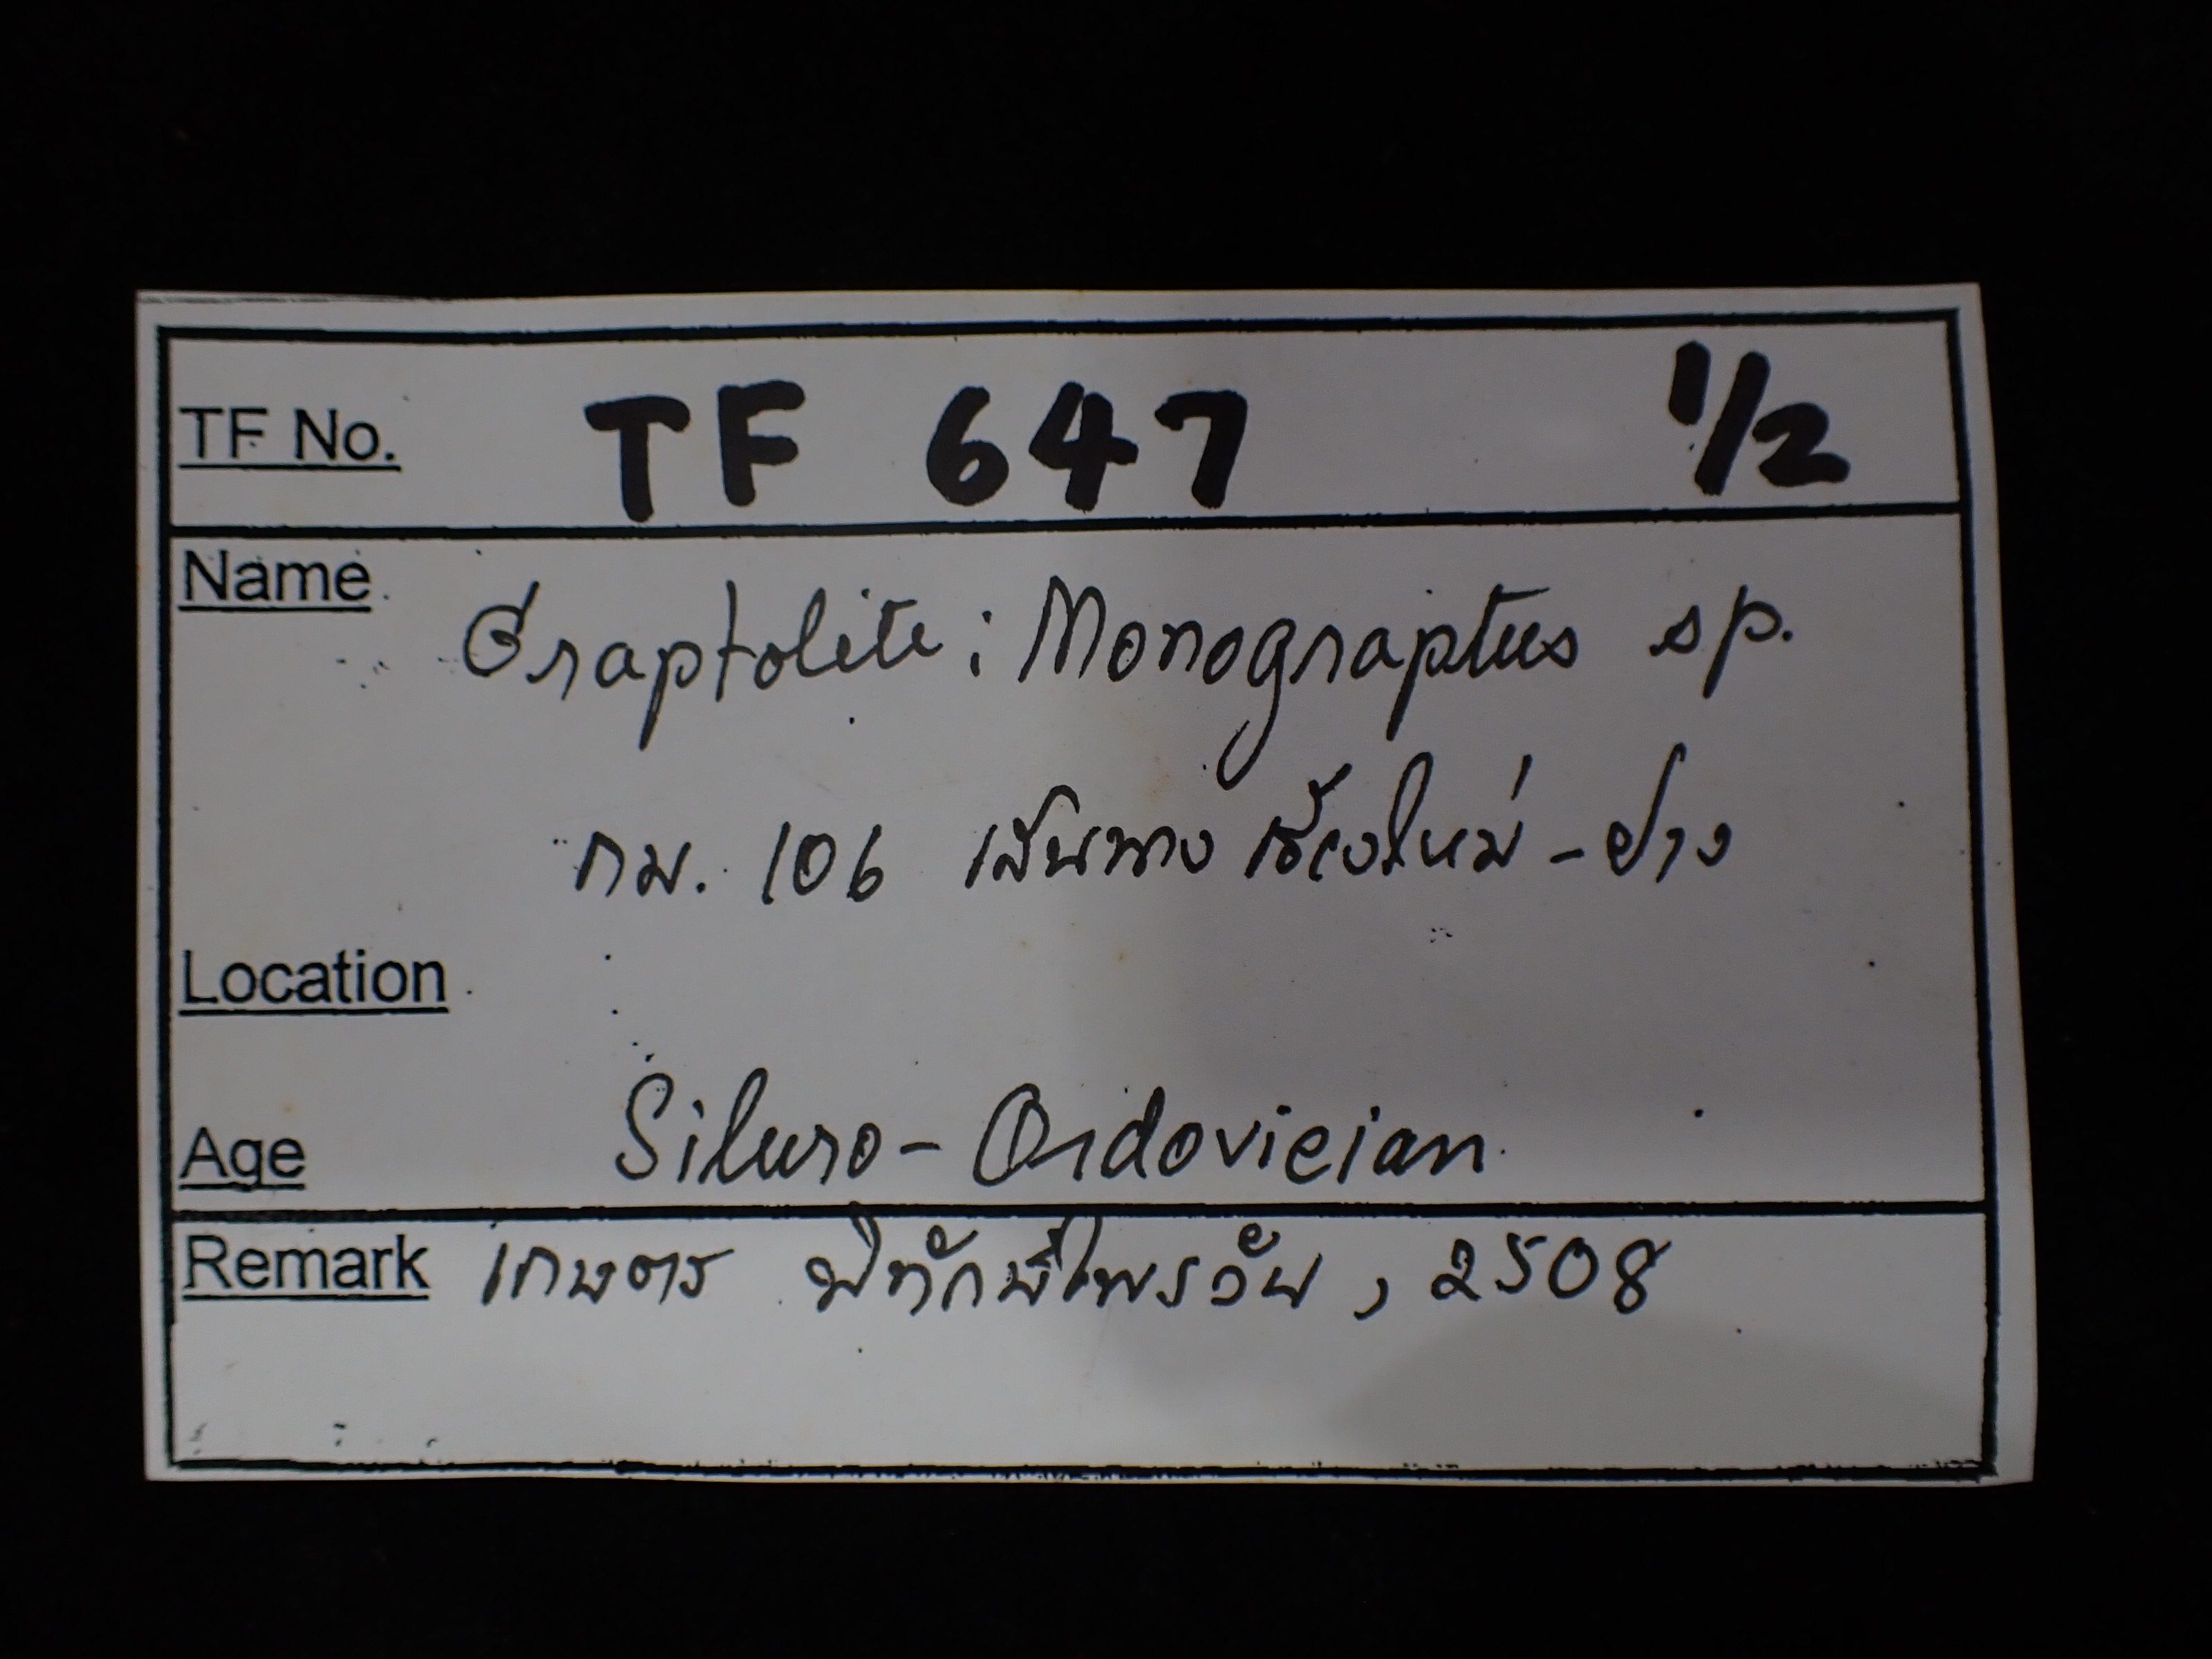 TF No. TF 647 1/2
Name Graptolite : Monograptus sp.
กม. 106 เส้นทาง เชียงใหม่ - ฝาง
Location
Age Siluro - Ordovician
Remark เกษตร พิทักษ์ไพรวัน , 2508